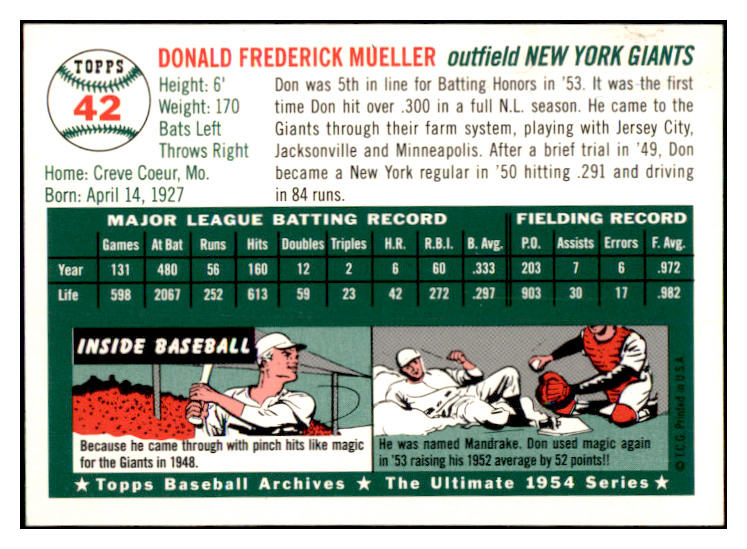 TOPPS
42
DONALD FREDERICK MUELLER outfield NEW YORK GIANTS
Height: 6'
Weight: 170
Bats Left
Throws Right
Home: Creve Coeur, Mo.
Born: April 14, 1927
Don was 5th in line for Batting Honors in '53. It was the first
time Don hit over .300 in a full N.L. season. He came to the
Giants through their farm system, playing with Jersey City,
Jacksonville and Minneapolis. After a brief trial in '49, Don
became a New York regular in '50 hitting .291 and driving
in 84 runs.
MAJOR LEAGUE BATTING RECORD FIELDING RECORD
Games At Bat Runs Hits Doubles Triples H.R. R.B.I. B. Avg. P.O. Assists Errors F. Avg.
Year 131 480 56 160 12 2 6 60 .333 203 7 6 .972
Life 598 2067 252 613 59 23 42 272 .297 903 30 17 .982
INSIDE BASEBALL
Because he came through with pinch hits like magic
for the Giants in 1948.
He was named Mandrake. Don used magic again
in '53 raising his 1952 average by 52 points!!
© T.C.G. Printed in U.S.A.
★ Topps Baseball Archives ★ The Ultimate 1954 Series ★